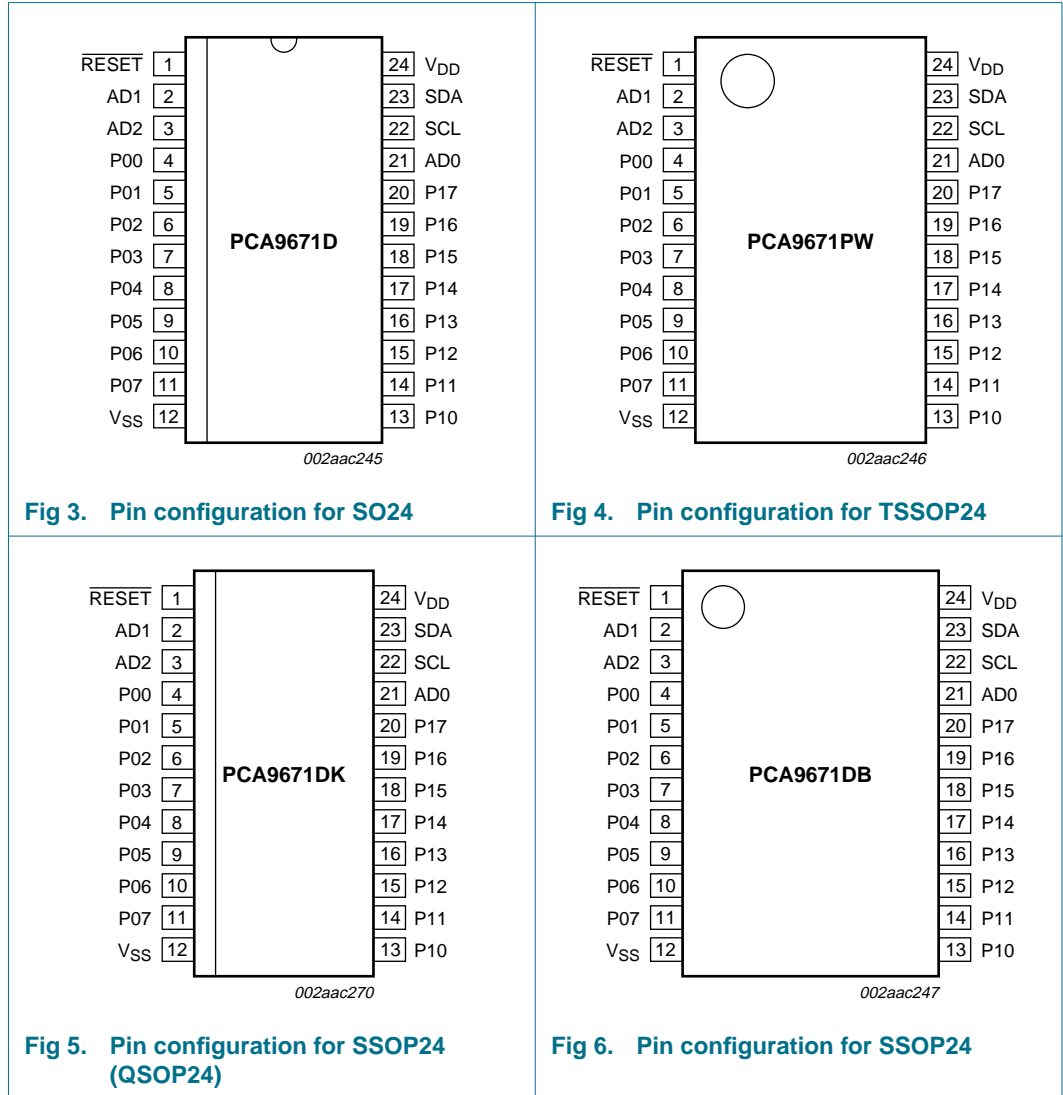 RESET 1 24 VDD
AD1 2 23 SDA
AD2 3 22 SCL
P00 4 21 AD0
P01 5 20 P17
P02 6 19 P16
PCA9671D
P03 7 18 P15
P04 8 17 P14
P05 9 16 P13
P06 10 15 P12
P07 11 14 P11
VSS 12 13 P10
002aac245
Fig 3. Pin configuration for SO24
RESET 1 24 VDD
AD1 2 23 SDA
AD2 3 22 SCL
P00 4 21 AD0
P01 5 20 P17
P02 6 19 P16
PCA9671PW
P03 7 18 P15
P04 8 17 P14
P05 9 16 P13
P06 10 15 P12
P07 11 14 P11
VSS 12 13 P10
002aac246
Fig 4. Pin configuration for TSSOP24
RESET 1 24 VDD
AD1 2 23 SDA
AD2 3 22 SCL
P00 4 21 AD0
P01 5 20 P17
P02 6 19 P16
PCA9671DK
P03 7 18 P15
P04 8 17 P14
P05 9 16 P13
P06 10 15 P12
P07 11 14 P11
VSS 12 13 P10
002aac270
Fig 5. Pin configuration for SSOP24
(QSOP24)
RESET 1 24 VDD
AD1 2 23 SDA
AD2 3 22 SCL
P00 4 21 AD0
P01 5 20 P17
P02 6 19 P16
PCA9671DB
P03 7 18 P15
P04 8 17 P14
P05 9 16 P13
P06 10 15 P12
P07 11 14 P11
VSS 12 13 P10
002aac247
Fig 6. Pin configuration for SSOP24